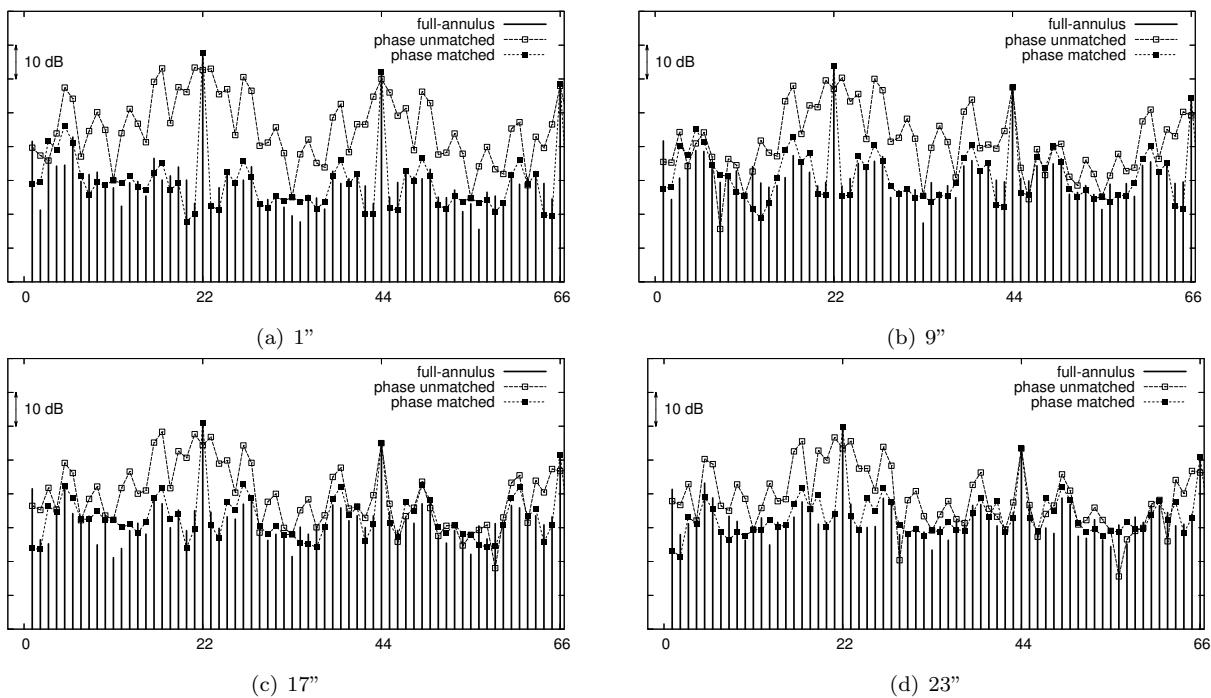 full-annulus
phase unmatched
phase matched
10 dB
0 22 44 66
(a) 1”
full-annulus
phase unmatched
phase matched
10 dB
0 22 44 66
(b) 9”
full-annulus
phase unmatched
phase matched
10 dB
0 22 44 66
(c) 17”
full-annulus
phase unmatched
phase matched
10 dB
0 22 44 66
(d) 23”